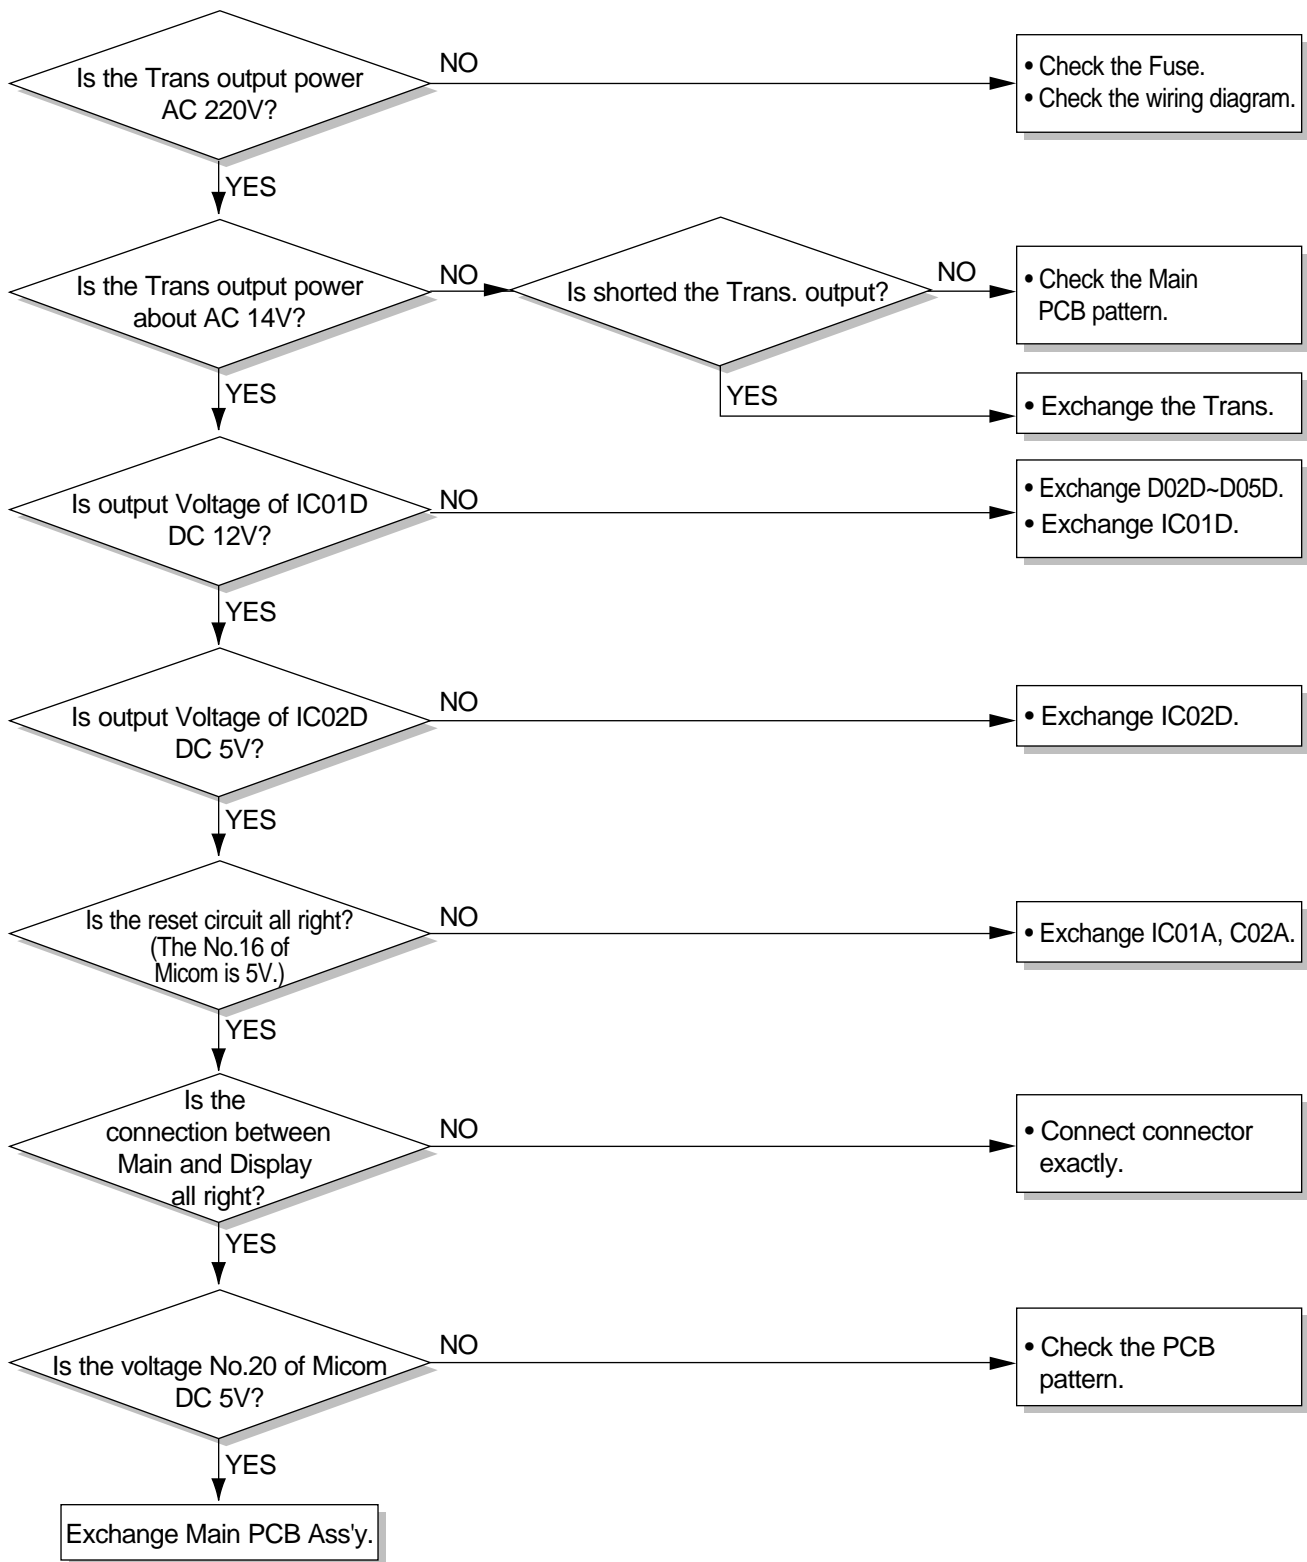 Is the Trans output power
AC 220V?
NO
• Check the Fuse.
• Check the wiring diagram.
YES
Is the Trans output power
about AC 14V?
NO
Is shorted the Trans. output?
NO
• Check the Main
PCB pattern.
YES
YES
• Exchange the Trans.
Is output Voltage of IC01D
DC 12V?
NO
• Exchange D02D~D05D.
• Exchange IC01D.
YES
Is output Voltage of IC02D
DC 5V?
NO
• Exchange IC02D.
YES
Is the reset circuit all right?
(The No.16 of
Micom is 5V.)
NO
• Exchange IC01A, C02A.
YES
Is the
connection between
Main and Display
all right?
NO
• Connect connector
exactly.
YES
Is the voltage No.20 of Micom
DC 5V?
NO
• Check the PCB
pattern.
YES
Exchange Main PCB Ass'y.